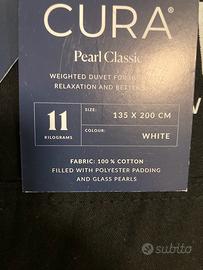 CURA®
Pearl Classic
WEIGHTED DUVET FOR
RELAXATION AND BETTER
11
KILOGRAMS
SIZE:
135 X 200 CM
COLOUR:
WHITE
FABRIC: 100 % COTTON
FILLED WITH POLYESTER PADDING
AND GLASS PEARLS
subito